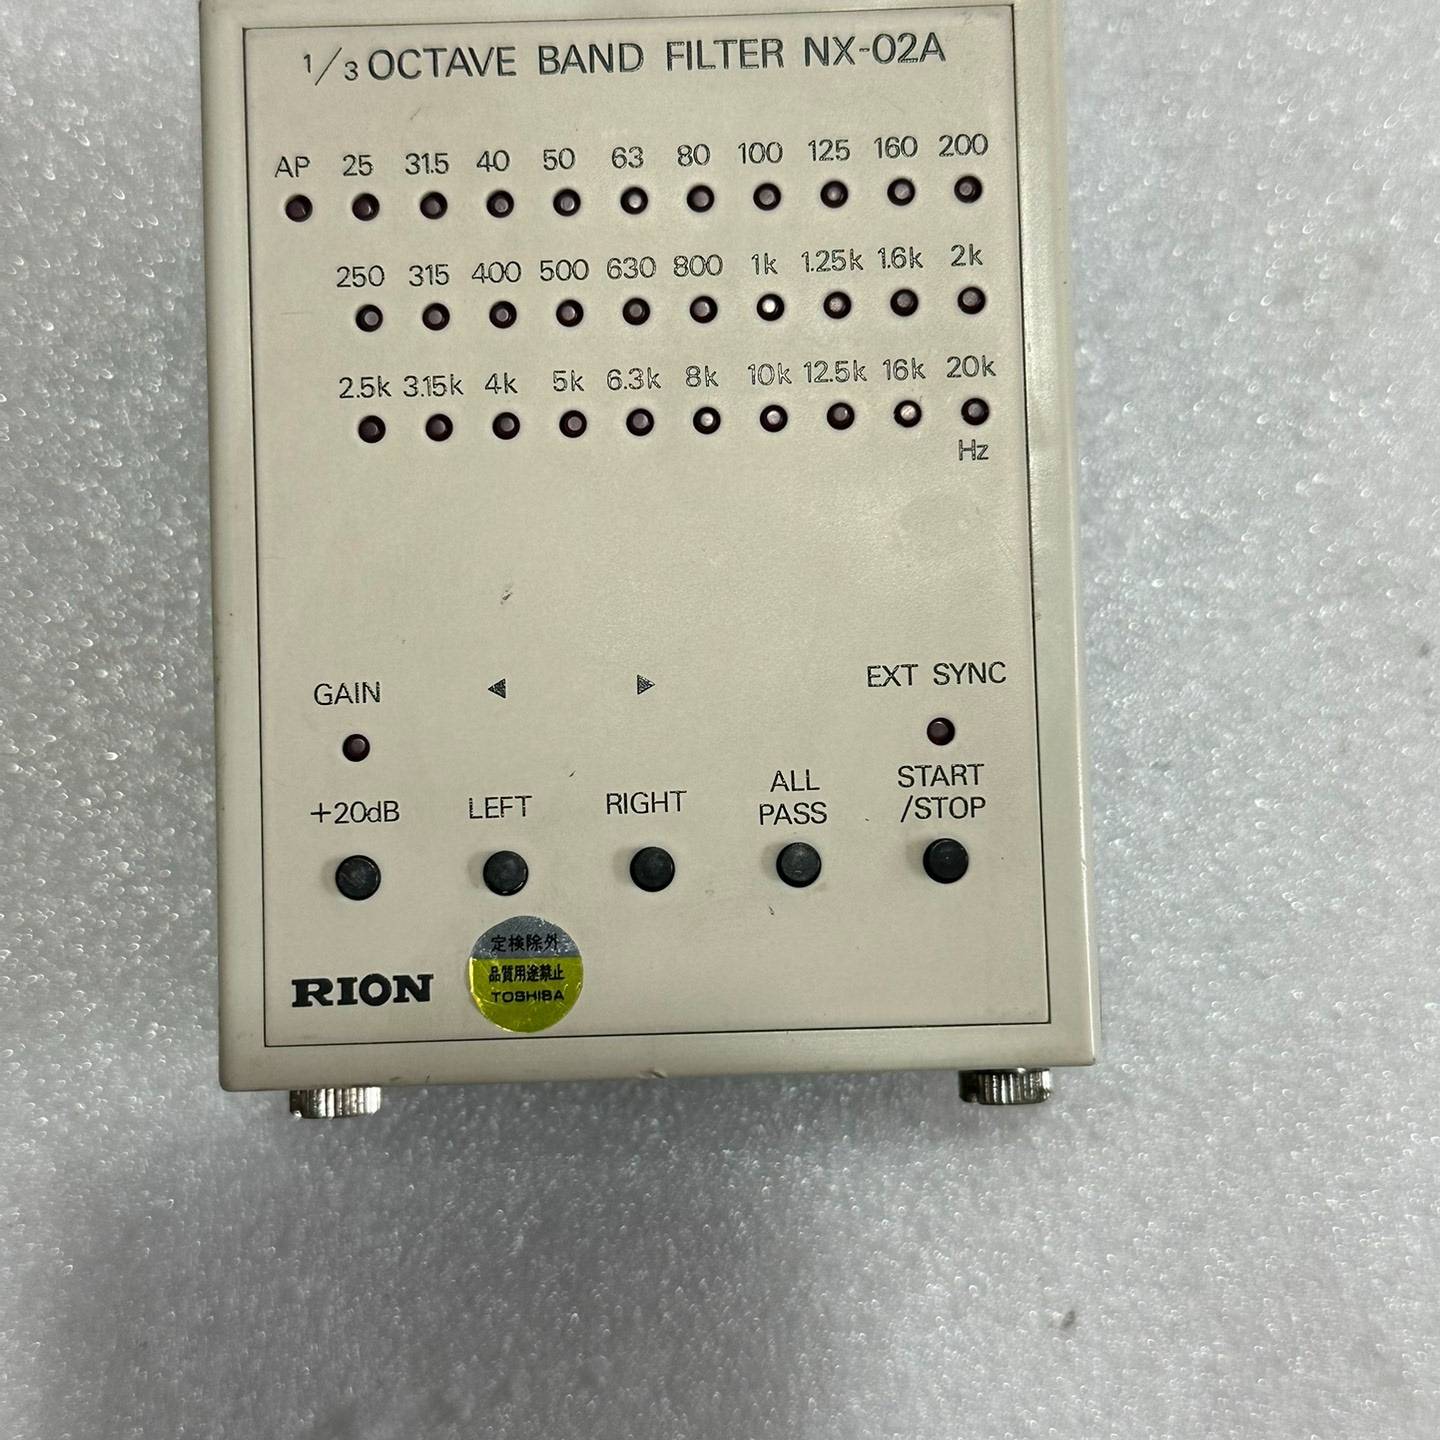 1/3 OCTAVE BAND FILTER NX-02A
AP 25 31.5 40 50 63 80 100 125 160 200
250 315 400 500 630 800 1k 1.25k 1.6k 2k
2.5k 3.15k 4k 5k 6.3k 8k 10k 12.5k 16k 20k
Hz
GAIN ◀ ▶ EXT SYNC
+20dB LEFT RIGHT ALL PASS START /STOP
定検除外
品質用途禁止
TOSHIBA
RION